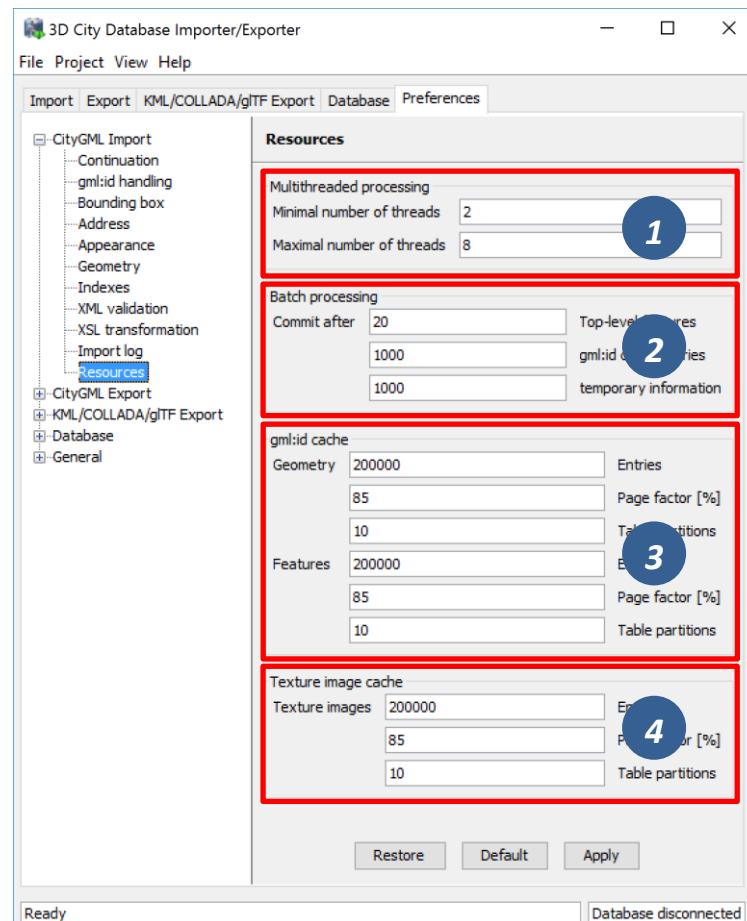 3D City Database Importer/Exporter
File Project View Help
Import Export KML/COLLADA/glTF Export Database Preferences
CityGML Import
Continuation
gml:id handling
Bounding box
Address
Appearance
Geometry
Indexes
XML validation
XSL transformation
Import log
Resources
CityGML Export
KML/COLLADA/glTF Export
Database
General
Resources
Multithreaded processing
Minimal number of threads 2
Maximal number of threads 8
1
Batch processing
Commit after 20 Top-level
1000 gml:id
1000 temporary information
2
gml:id cache
Geometry 200000 Entries
85 Page factor [%]
10
Features 200000
85 Page factor [%]
10 Table partitions
3
Texture image cache
Texture images 200000
85 [%]
10 Table partitions
4
Restore Default Apply
Ready Database disconnected